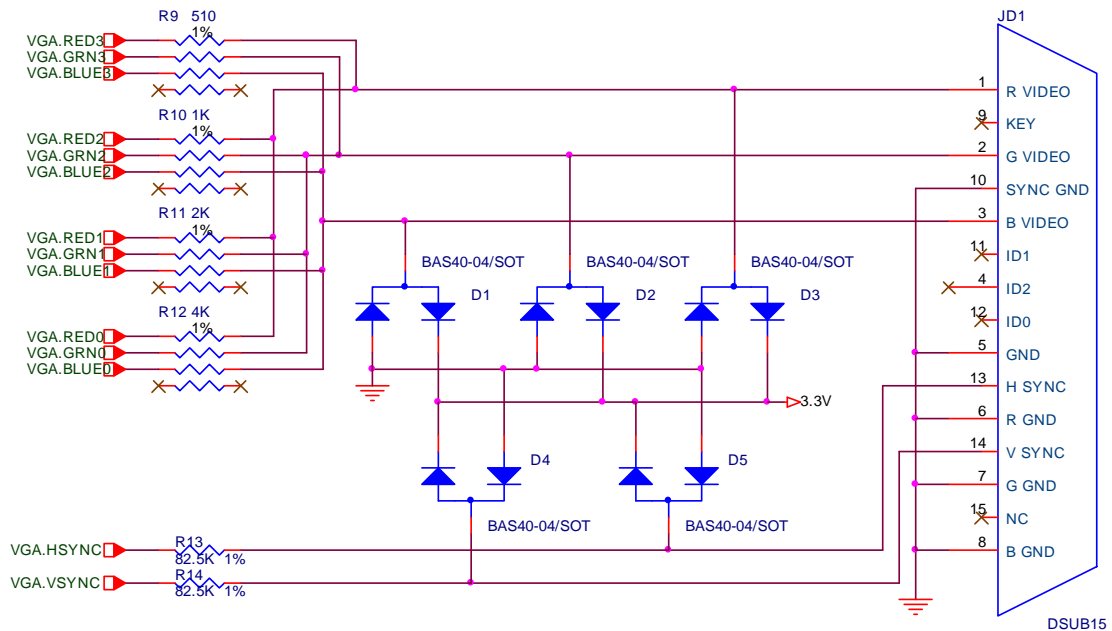 R9 510
1%
VGA.RED3
VGA.GRN3
VGA.BLUE3
R10 1K
1%
VGA.RED2
VGA.GRN2
VGA.BLUE2
R11 2K
1%
VGA.RED1
VGA.GRN1
VGA.BLUE1
R12 4K
1%
VGA.RED0
VGA.GRN0
VGA.BLUE0
BAS40-04/SOT
BAS40-04/SOT
BAS40-04/SOT
D1
D2
D3
3.3V
D4
D5
BAS40-04/SOT
BAS40-04/SOT
VGA.HSYNC
R13
82.5K 1%
VGA.VSYNC
R14
82.5K 1%
JD1
1 R VIDEO
9 KEY
2 G VIDEO
10 SYNC GND
3 B VIDEO
11 ID1
4 ID2
12 ID0
5 GND
13 H SYNC
6 R GND
14 V SYNC
7 G GND
15 NC
8 B GND
DSUB15